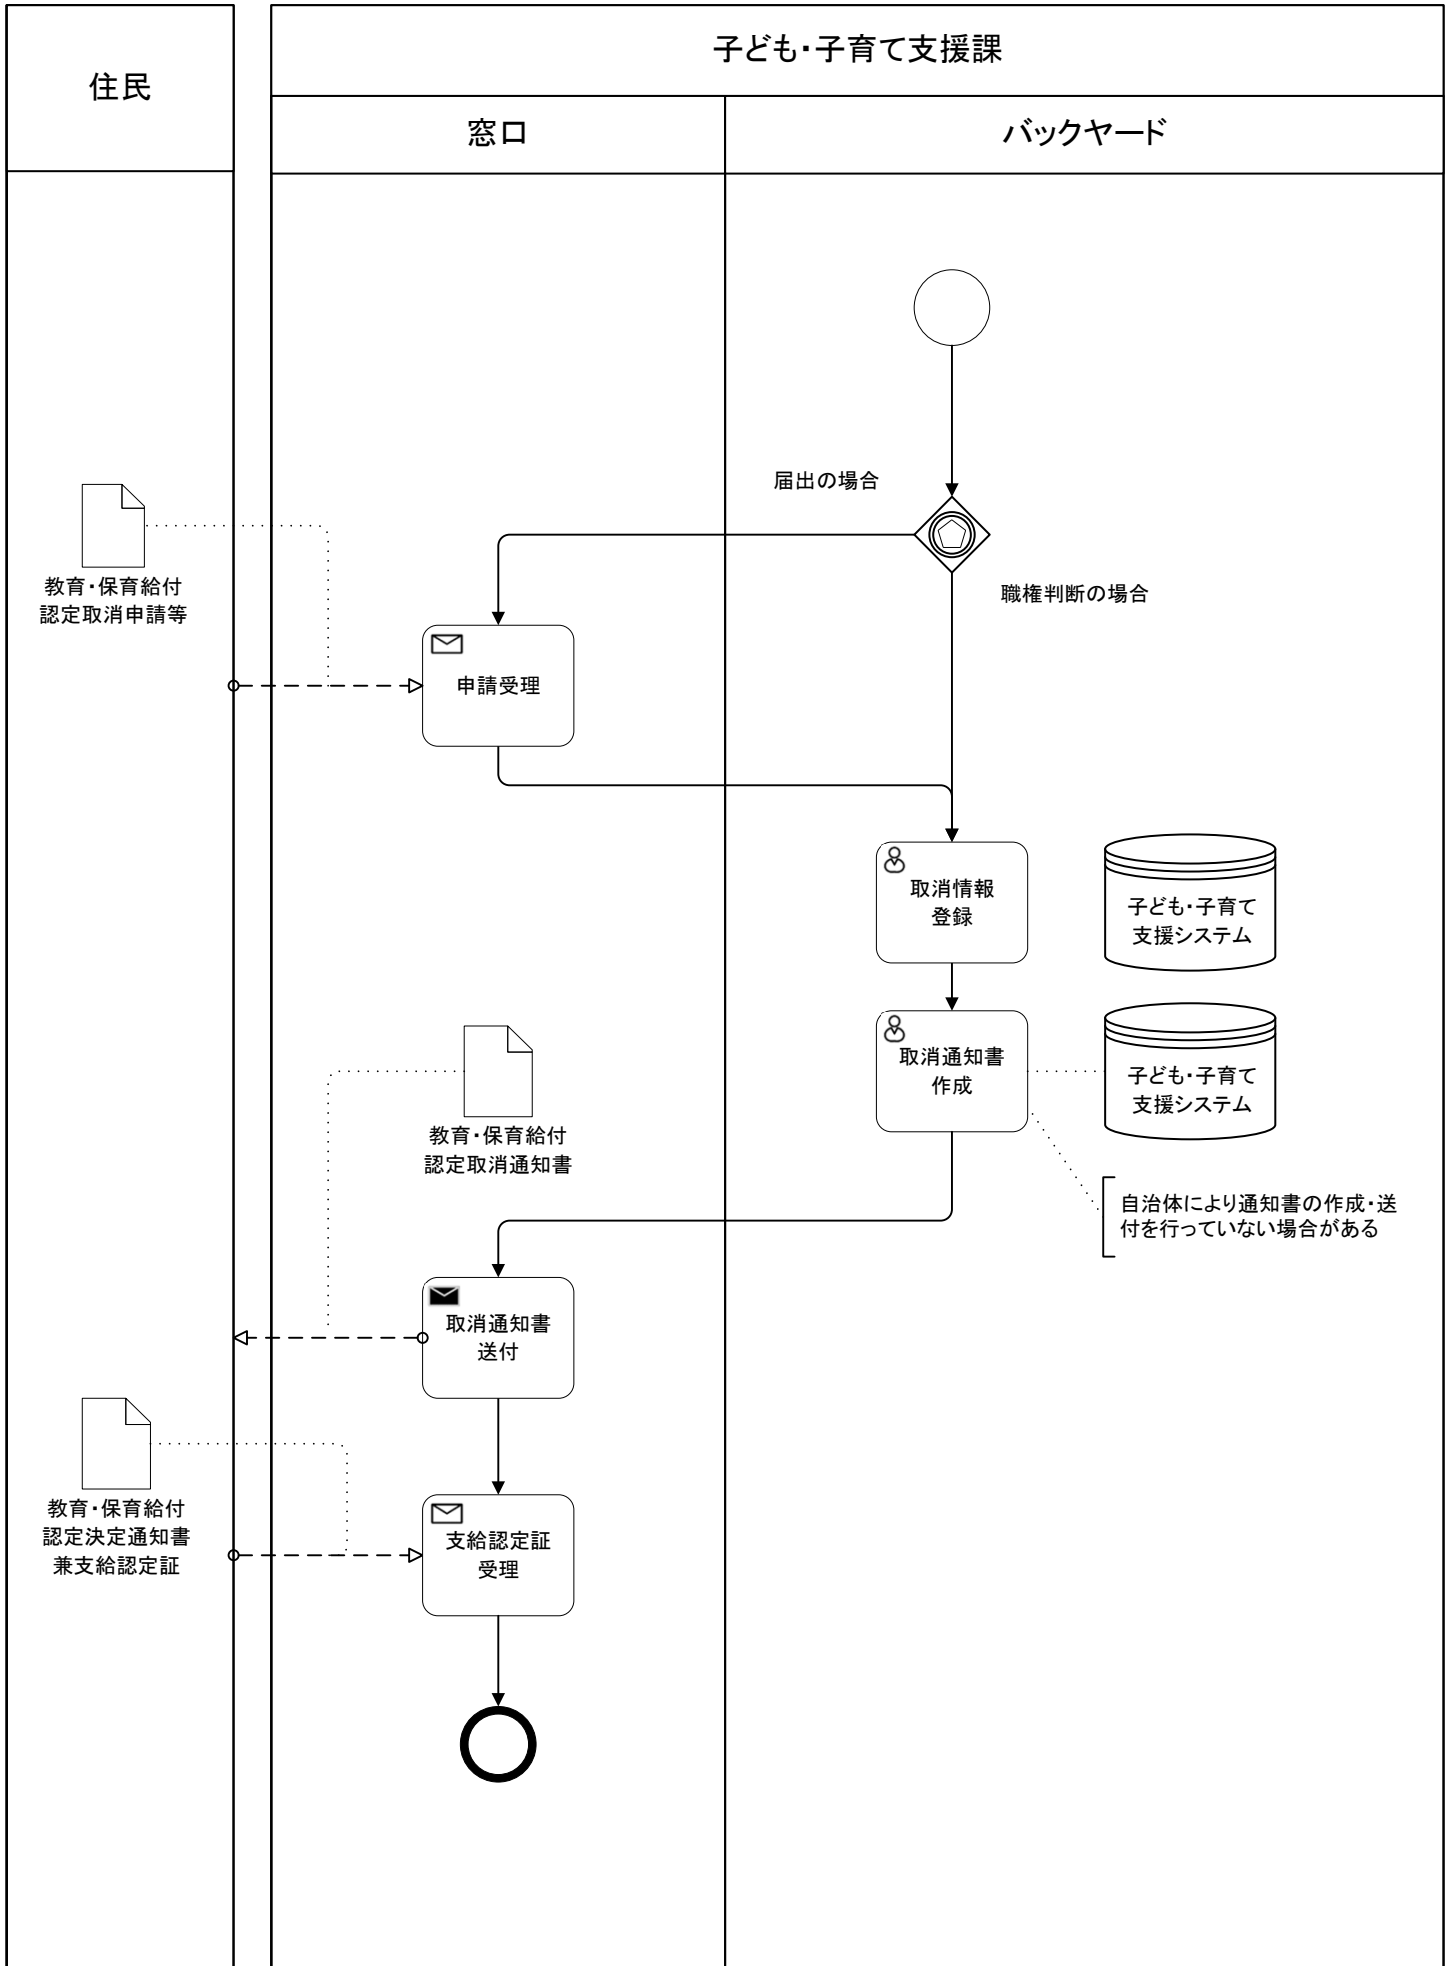 住民
子ども・子育て支援課
窓口
バックヤード
届出の場合
職権判断の場合
教育・保育給付
認定取消申請等
申請受理
取消情報
登録
子ども・子育て
支援システム
取消通知書
作成
子ども・子育て
支援システム
教育・保育給付
認定取消通知書
自治体により通知書の作成・送
付を行っていない場合がある
取消通知書
送付
教育・保育給付
認定決定通知書
兼支給認定証
支給認定証
受理